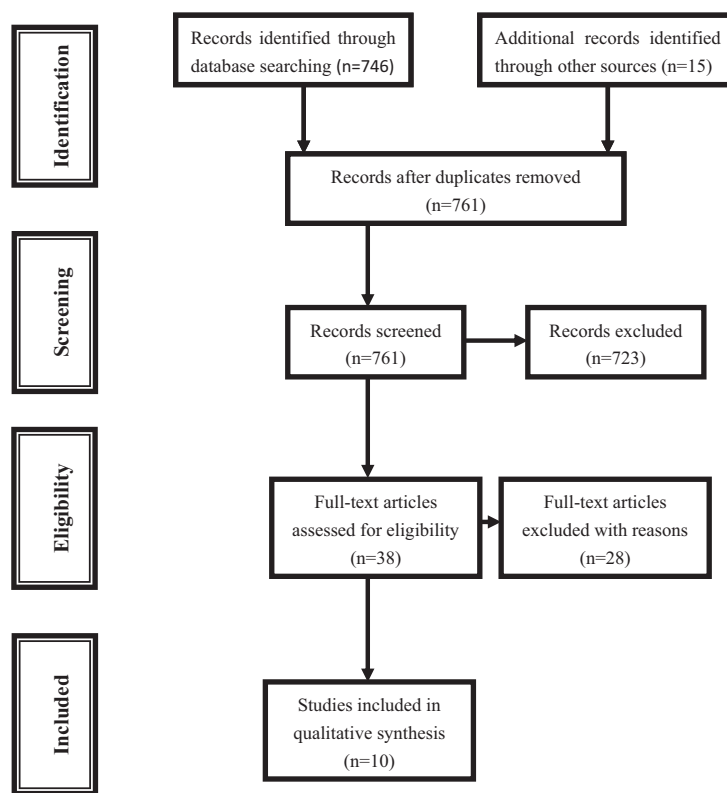 Identification
Records identified through
database searching (n=746)
Additional records identified
through other sources (n=15)
Records after duplicates removed
(n=761)
Screening
Records screened
(n=761)
Records excluded
(n=723)
Eligibility
Full-text articles
assessed for eligibility
(n=38)
Full-text articles
excluded with reasons
(n=28)
Included
Studies included in
qualitative synthesis
(n=10)